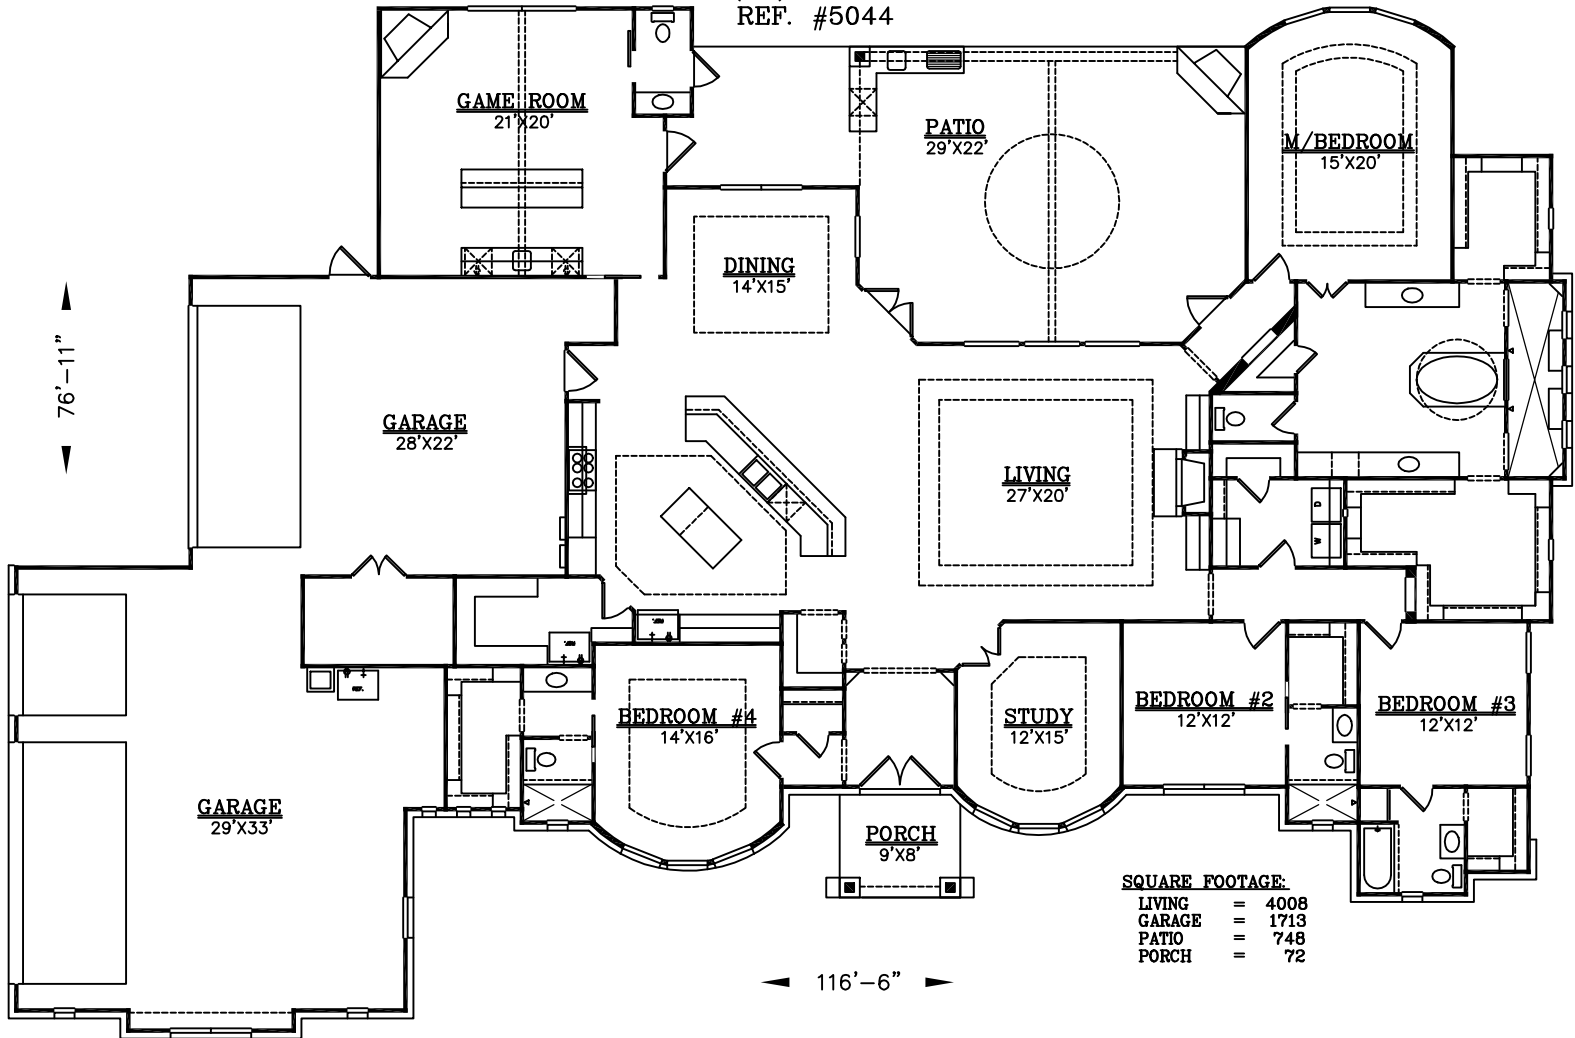 REF. #5044
GAME ROOM
21'X20'
PATIO
29'X22'
M/BEDROOM
15'X20'
DINING
14'X15'
76'-11"
GARAGE
28'X22'
LIVING
27'X20'
D
W
REF.
BEDROOM #4
14'X16'
STUDY
12'X15'
BEDROOM #2
12'X12'
BEDROOM #3
12'X12'
GARAGE
29'X33'
PORCH
9'X8'
SQUARE FOOTAGE:
LIVING = 4008
GARAGE = 1713
PATIO = 748
PORCH = 72
116'-6"